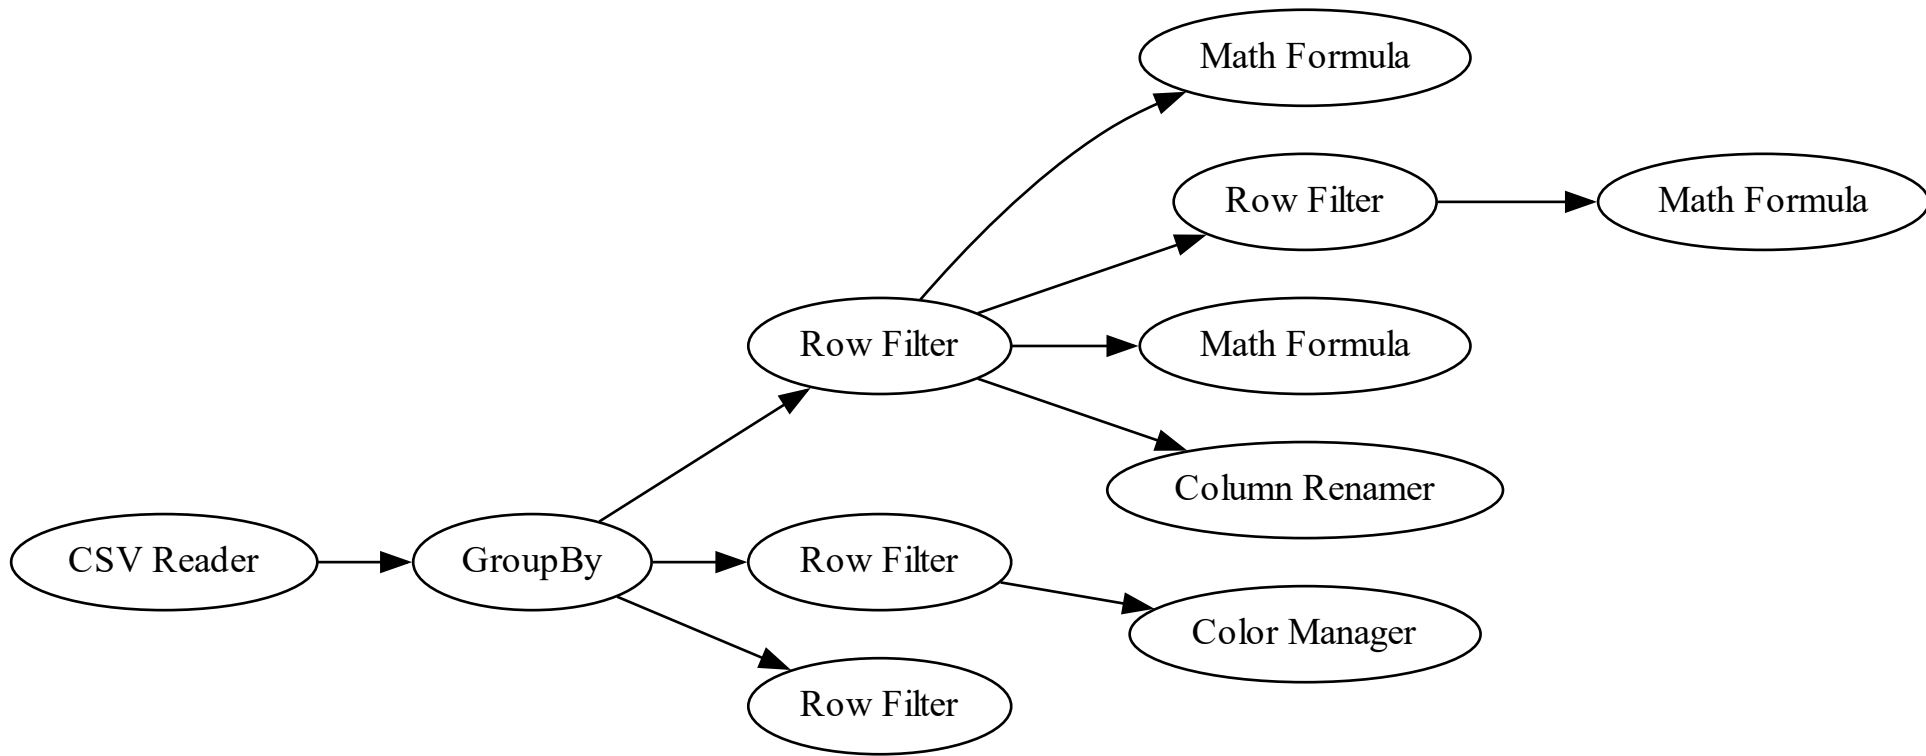 Math Formula
Row Filter
Math Formula
Row Filter
Math Formula
Column Renamer
CSV Reader
GroupBy
Row Filter
Color Manager
Row Filter